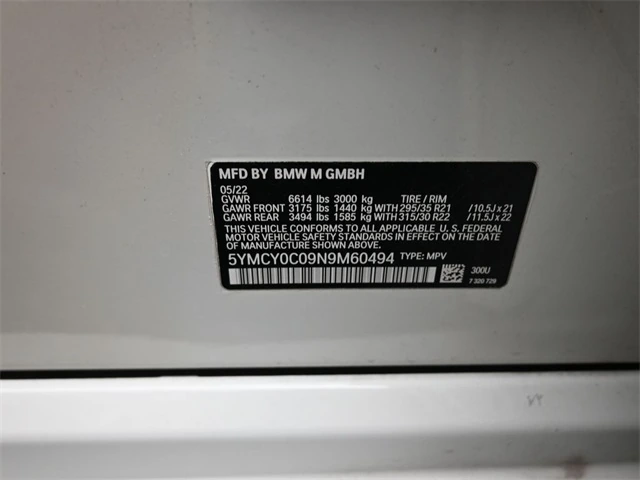 MFD BY BMW M GMBH
05/22
GVWR 6614 lbs 3000 kg TIRE / RIM
GAWR FRONT 3175 lbs 1440 kg WITH 295/35 R21 /10.5J x 21
GAWR REAR 3494 lbs 1585 kg WITH 315/30 R22 /11.5J x 22
THIS VEHICLE CONFORMS TO ALL APPLICABLE U.S. FEDERAL
MOTOR VEHICLE SAFETY STANDARDS IN EFFECT ON THE
DATE OF MANUFACTURE SHOWN ABOVE.
5YMCY0C09N9M60494 TYPE: MPV
300U
7 320 729